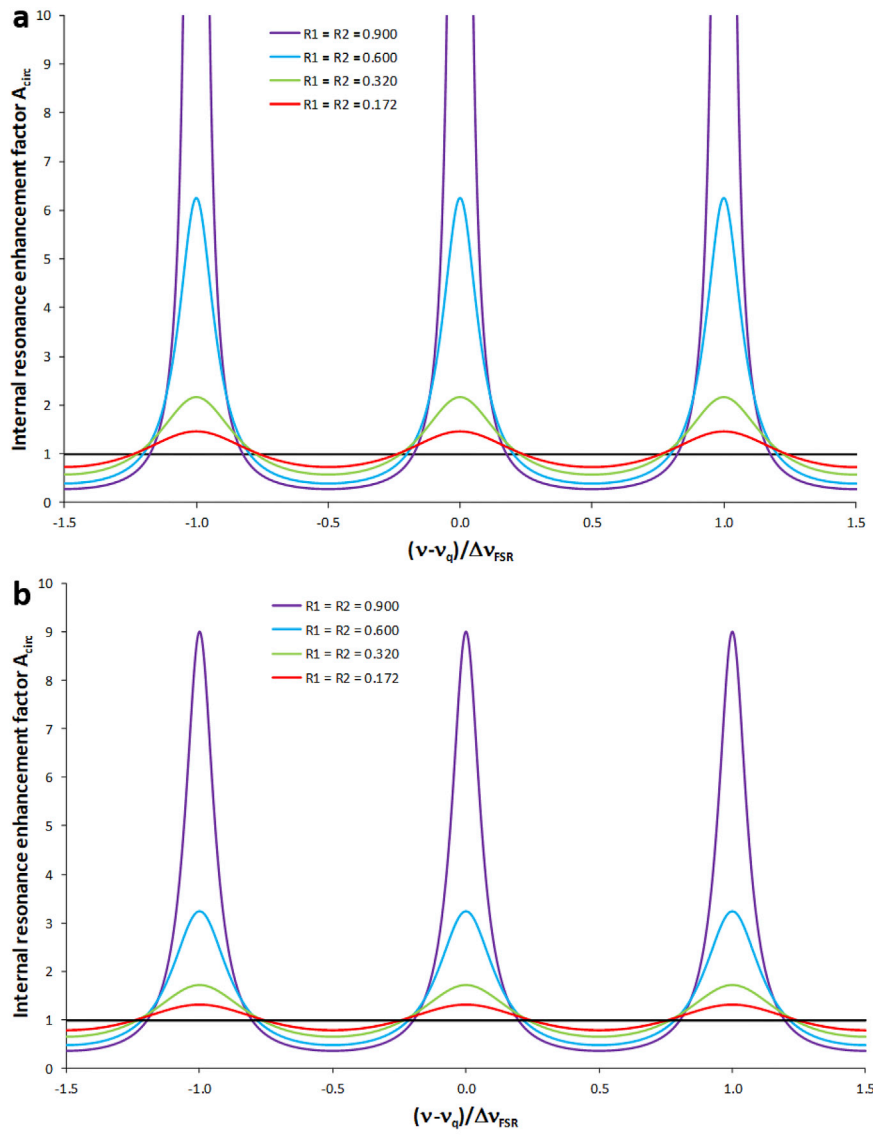 a
R1 = R2 = 0.900
R1 = R2 = 0.600
R1 = R2 = 0.320
R1 = R2 = 0.172
Internal resonance enhancement factor Acirc
10
9
8
7
6
5
4
3
2
1
0
-1.5 -1.0 -0.5 0.0 0.5 1.0 1.5
(ν-νq)/ΔνFSR
b
R1 = R2 = 0.900
R1 = R2 = 0.600
R1 = R2 = 0.320
R1 = R2 = 0.172
Internal resonance enhancement factor Acirc
10
9
8
7
6
5
4
3
2
1
0
-1.5 -1.0 -0.5 0.0 0.5 1.0 1.5
(ν-νq)/ΔνFSR